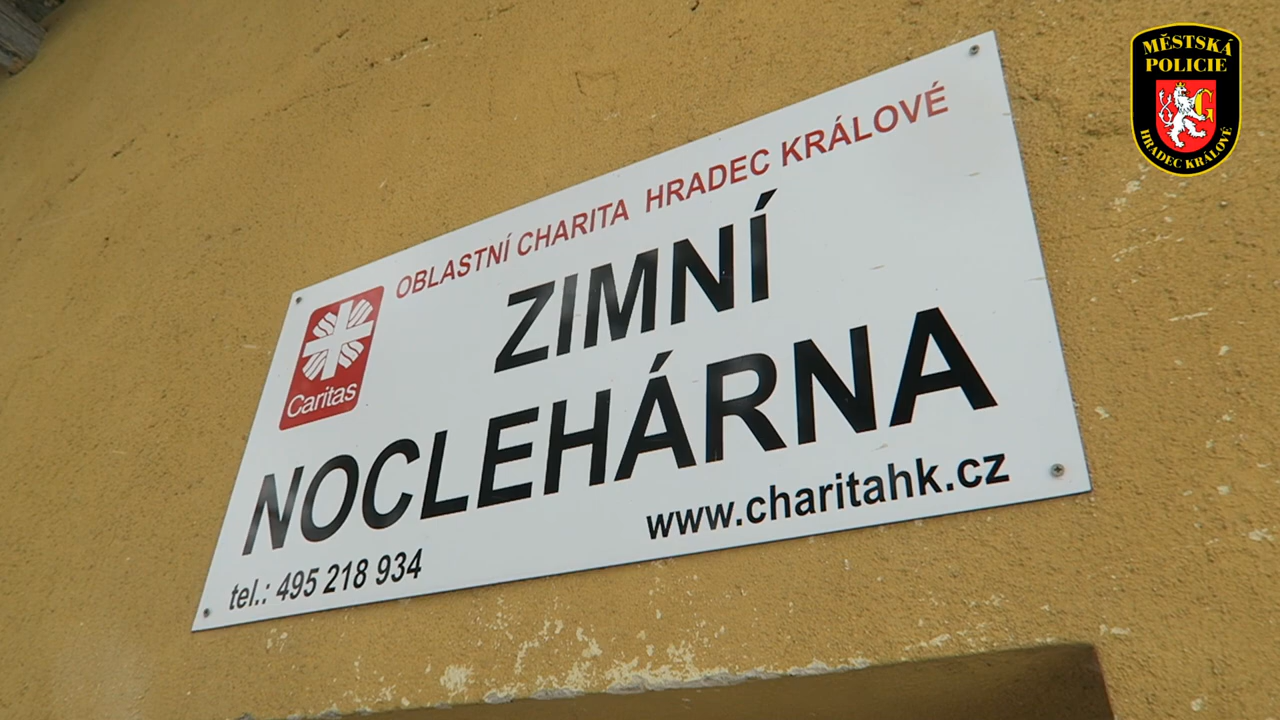 MĚSTSKÁ
POLICIE
G
HRADEC KRÁLOVÉ
OBLASTNÍ CHARITA HRADEC KRÁLOVÉ
ZIMNÍ
NOCLEHÁRNA
Caritas
www.charitahk.cz
tel.: 495 218 934